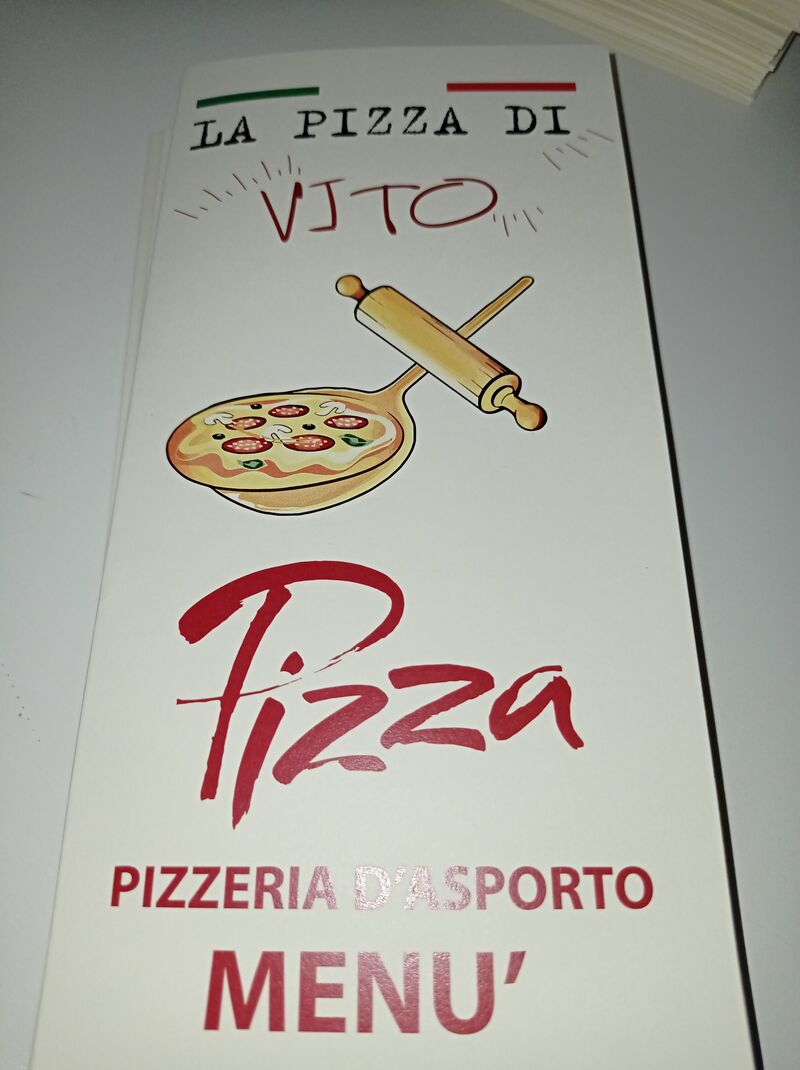 LA PIZZA DI
VITO
Pizza
PIZZERIA D'ASPORTO
MENU'